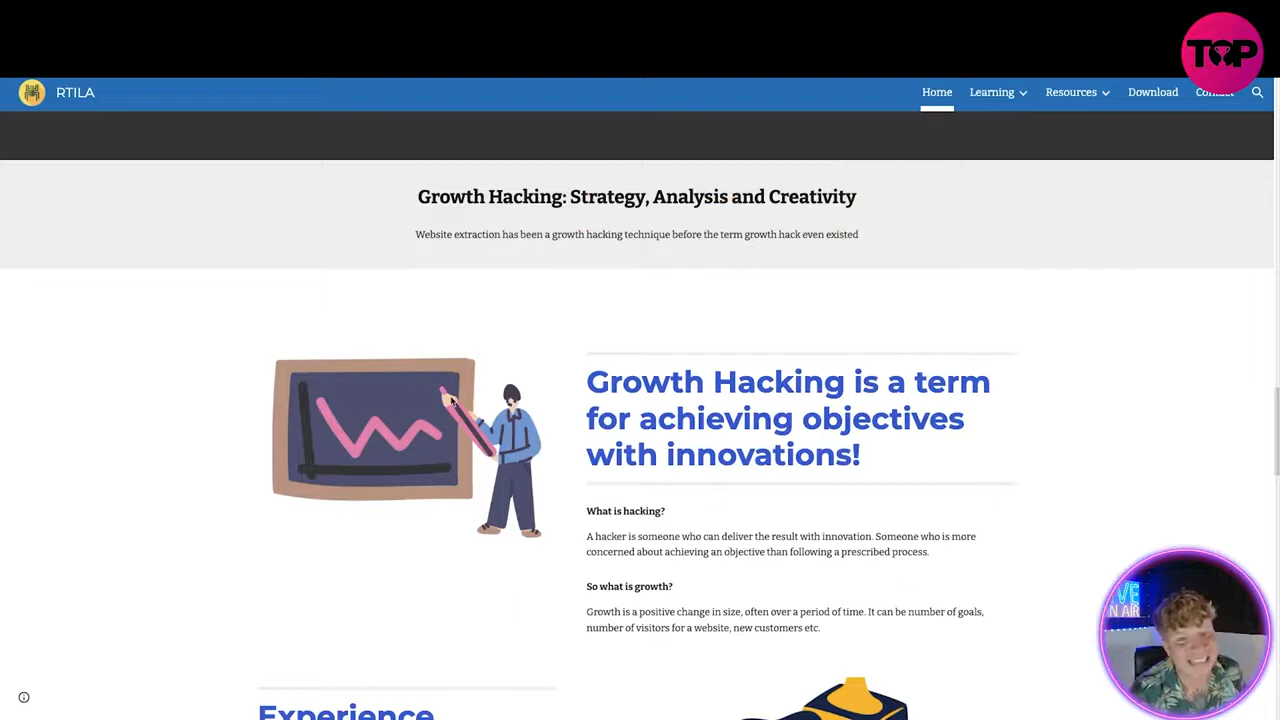 TOP
RTILA
Home Learning Resources Download Contact
Growth Hacking: Strategy, Analysis and Creativity
Website extraction has been a growth hacking technique before the term growth hack even existed
Growth Hacking is a term
for achieving objectives
with innovations!
What is hacking?
A hacker is someone who can deliver the result with innovation. Someone who is more
concerned about achieving an objective than following a prescribed process.
So what is growth?
Growth is a positive change in size, often over a period of time. It can be number of goals,
number of visitors for a website, new customers etc.
Experience